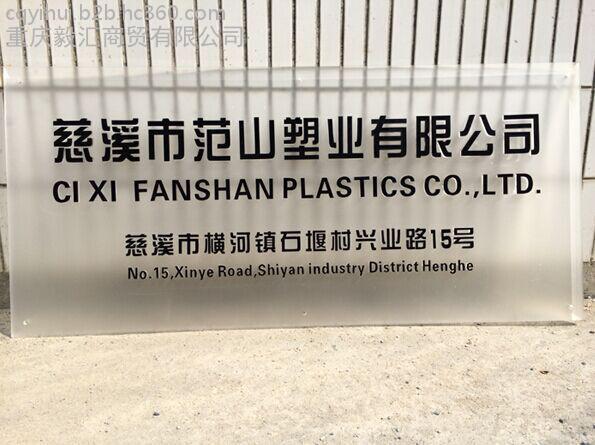 cqyihui.b2b.hc360.com
重庆毅汇商贸有限公司
慈溪市范山塑业有限公司
CI XI FANSHAN PLASTICS CO.,LTD.
慈溪市横河镇石堰村兴业路15号
No.15,Xinye Road,Shiyan industry District Henghe